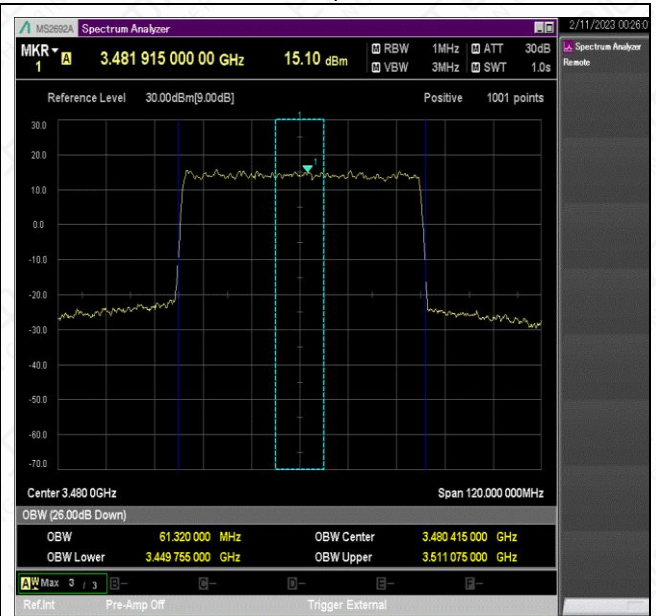 MS2692A Spectrum Analyzer 2/11/2023 00:26:0
MKR A 3.481 915 000 00 GHz 15.10 dBm M RBW 1MHz M ATT 30dB
1 M VBW 3MHz M SWT 1.0s
Spectrum Analyzer
Remote
Reference Level 30.00dBm[9.00dB] Positive 1001 points
1
30.0
20.0
1
10.0
0.0
-10.0
-20.0
-30.0
-40.0
-50.0
-60.0
-70.0
Center 3.480 0GHz Span 120.000 000MHz
OBW (26.00dB Down)
OBW 61.320 000 MHz OBW Center 3.480 415 000 GHz
OBW Lower 3.449 755 000 GHz OBW Upper 3.511 075 000 GHz
A W Max 3 / 3 B- C- D- E- F-
Ref.Int Pre-Amp Off Trigger External